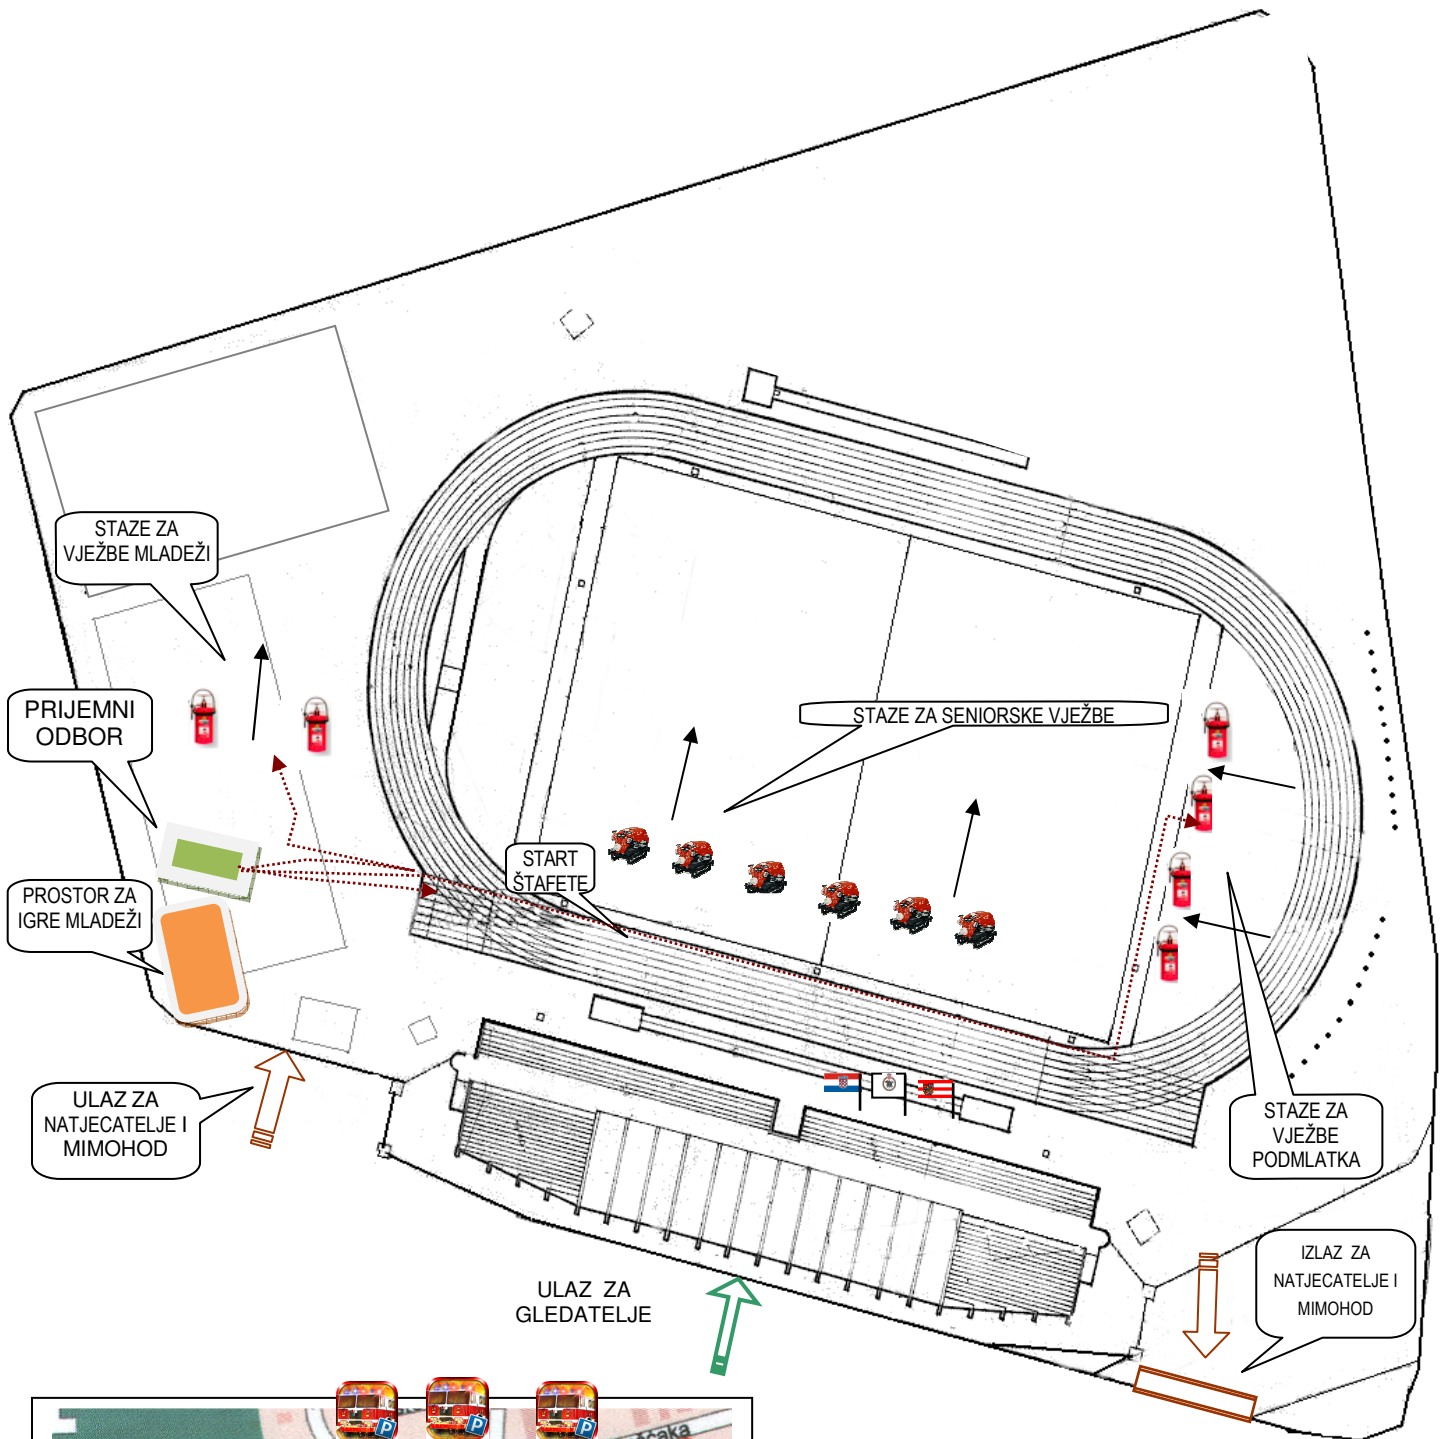 STAZE ZA
VJEŽBE MLADEŽI
PRIJEMNI
ODBOR
STAZE ZA SENIORSKE VJEŽBE
START
ŠTAFETE
PROSTOR ZA
IGRE MLADEŽI
ULAZ ZA
NATJECATELJE I
MIMOHOD
STAZE ZA
VJEŽBE
PODMLATKA
IZLAZ ZA
NATJECATELJE I
MIMOHOD
ULAZ ZA
GLEDATELJE
P
P
P